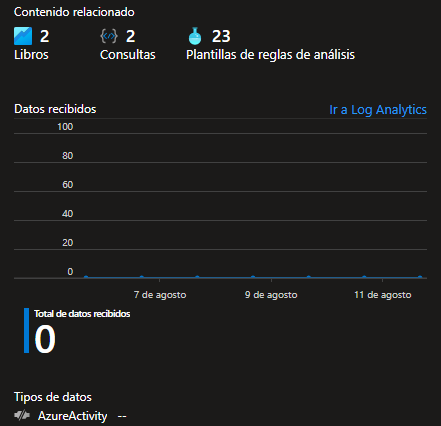 Contenido relacionado
2 2 23
Libros Consultas Plantillas de reglas de análisis
Datos recibidos Ir a Log Analytics
100
80
60
40
20
0
7 de agosto 9 de agosto 11 de agosto
Total de datos recibidos
0
Tipos de datos
AzureActivity --